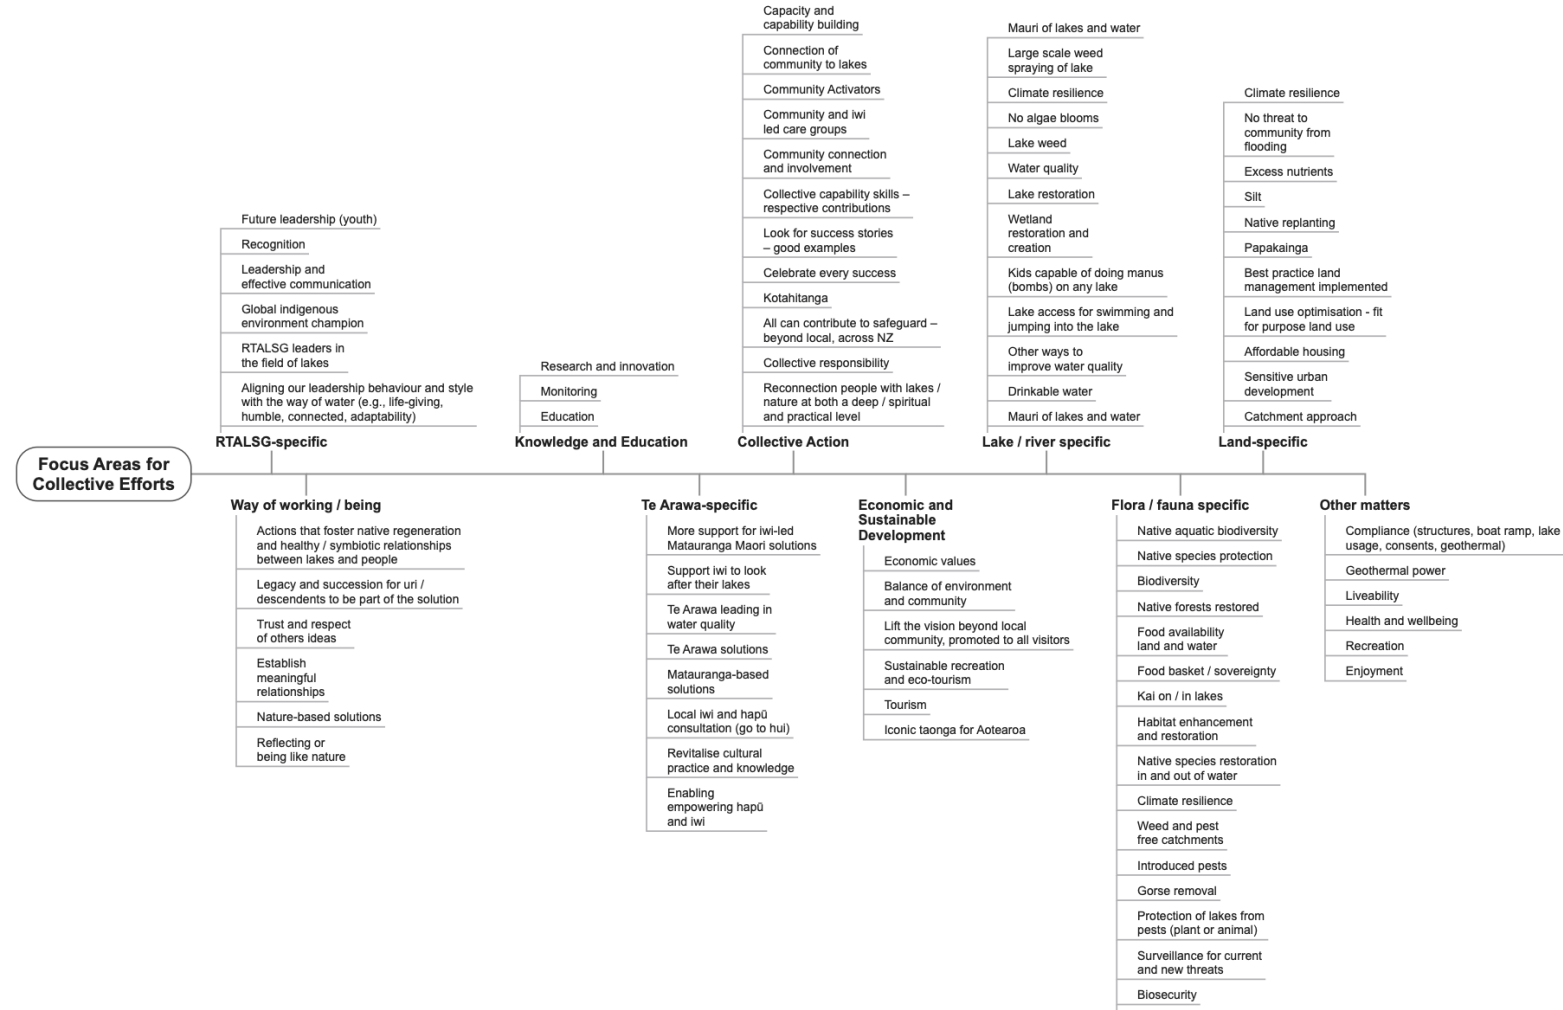 Focus Areas for
Collective Efforts
Future leadership (youth)
Recognition
Leadership and
effective communication
Global indigenous
environment champion
RTALSG leaders in
the field of lakes
Aligning our leadership behaviour and style
with the way of water (e.g., life-giving,
humble, connected, adaptability)
RTALSG-specific
Research and innovation
Monitoring
Education
Knowledge and Education
Capacity and
capability building
Connection of
community to lakes
Community Activators
Community and iwi
led care groups
Community connection
and involvement
Collective capability skills –
respective contributions
Look for success stories
– good examples
Celebrate every success
Kotahitanga
All can contribute to safeguard –
beyond local, across NZ
Collective responsibility
Reconnection people with lakes /
nature at both a deep / spiritual
and practical level
Collective Action
Mauri of lakes and water
Large scale weed
spraying of lake
Climate resilience
No algae blooms
Lake weed
Water quality
Lake restoration
Wetland
restoration and
creation
Kids capable of doing manus
(bombs) on any lake
Lake access for swimming and
jumping into the lake
Other ways to
improve water quality
Drinkable water
Mauri of lakes and water
Lake / river specific
Climate resilience
No threat to
community from
flooding
Excess nutrients
Silt
Native replanting
Papakainga
Best practice land
management implemented
Land use optimisation - fit
for purpose land use
Affordable housing
Sensitive urban
development
Catchment approach
Land-specific
Way of working / being
Actions that foster native regeneration
and healthy / symbiotic relationships
between lakes and people
Legacy and succession for uri /
descendents to be part of the solution
Trust and respect
of others ideas
Establish
meaningful
relationships
Nature-based solutions
Reflecting or
being like nature
Te Arawa-specific
More support for iwi-led
Matauranga Maori solutions
Support iwi to look
after their lakes
Te Arawa leading in
water quality
Te Arawa solutions
Matauranga-based
solutions
Local iwi and hapū
consultation (go to hui)
Revitalise cultural
practice and knowledge
Enabling
empowering hapū
and iwi
Economic and
Sustainable
Development
Economic values
Balance of environment
and community
Lift the vision beyond local
community, promoted to all visitors
Sustainable recreation
and eco-tourism
Tourism
Iconic taonga for Aotearoa
Flora / fauna specific
Native aquatic biodiversity
Native species protection
Biodiversity
Native forests restored
Food availability
land and water
Food basket / sovereignty
Kai on / in lakes
Habitat enhancement
and restoration
Native species restoration
in and out of water
Climate resilience
Weed and pest
free catchments
Introduced pests
Gorse removal
Protection of lakes from
pests (plant or animal)
Surveillance for current
and new threats
Biosecurity
Other matters
Compliance (structures, boat ramp, lake
usage, consents, geothermal)
Geothermal power
Liveability
Health and wellbeing
Recreation
Enjoyment